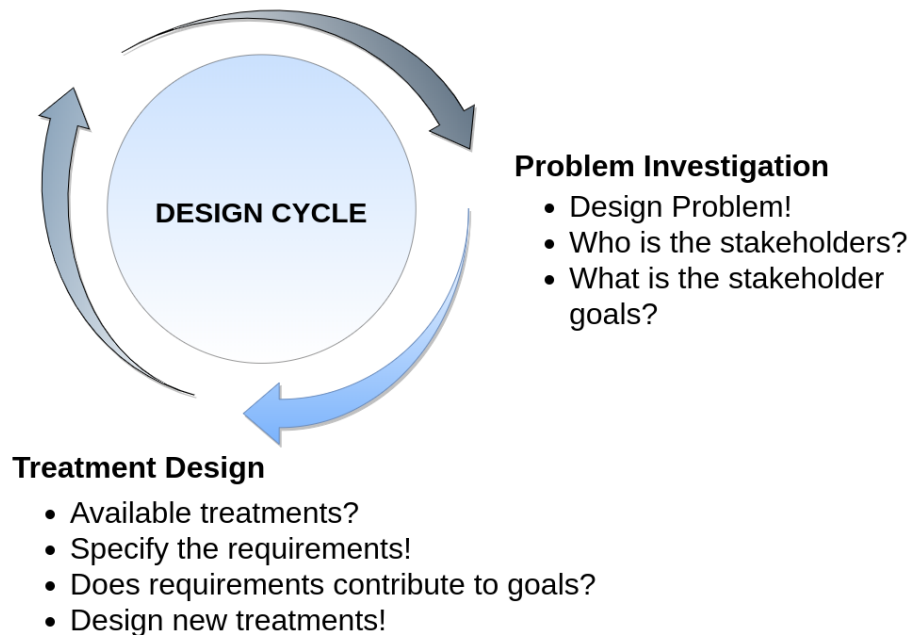 DESIGN CYCLE
Problem Investigation
Design Problem!
Who is the stakeholders?
What is the stakeholder
goals?
Treatment Design
Available treatments?
Specify the requirements!
Does requirements contribute to goals?
Design new treatments!